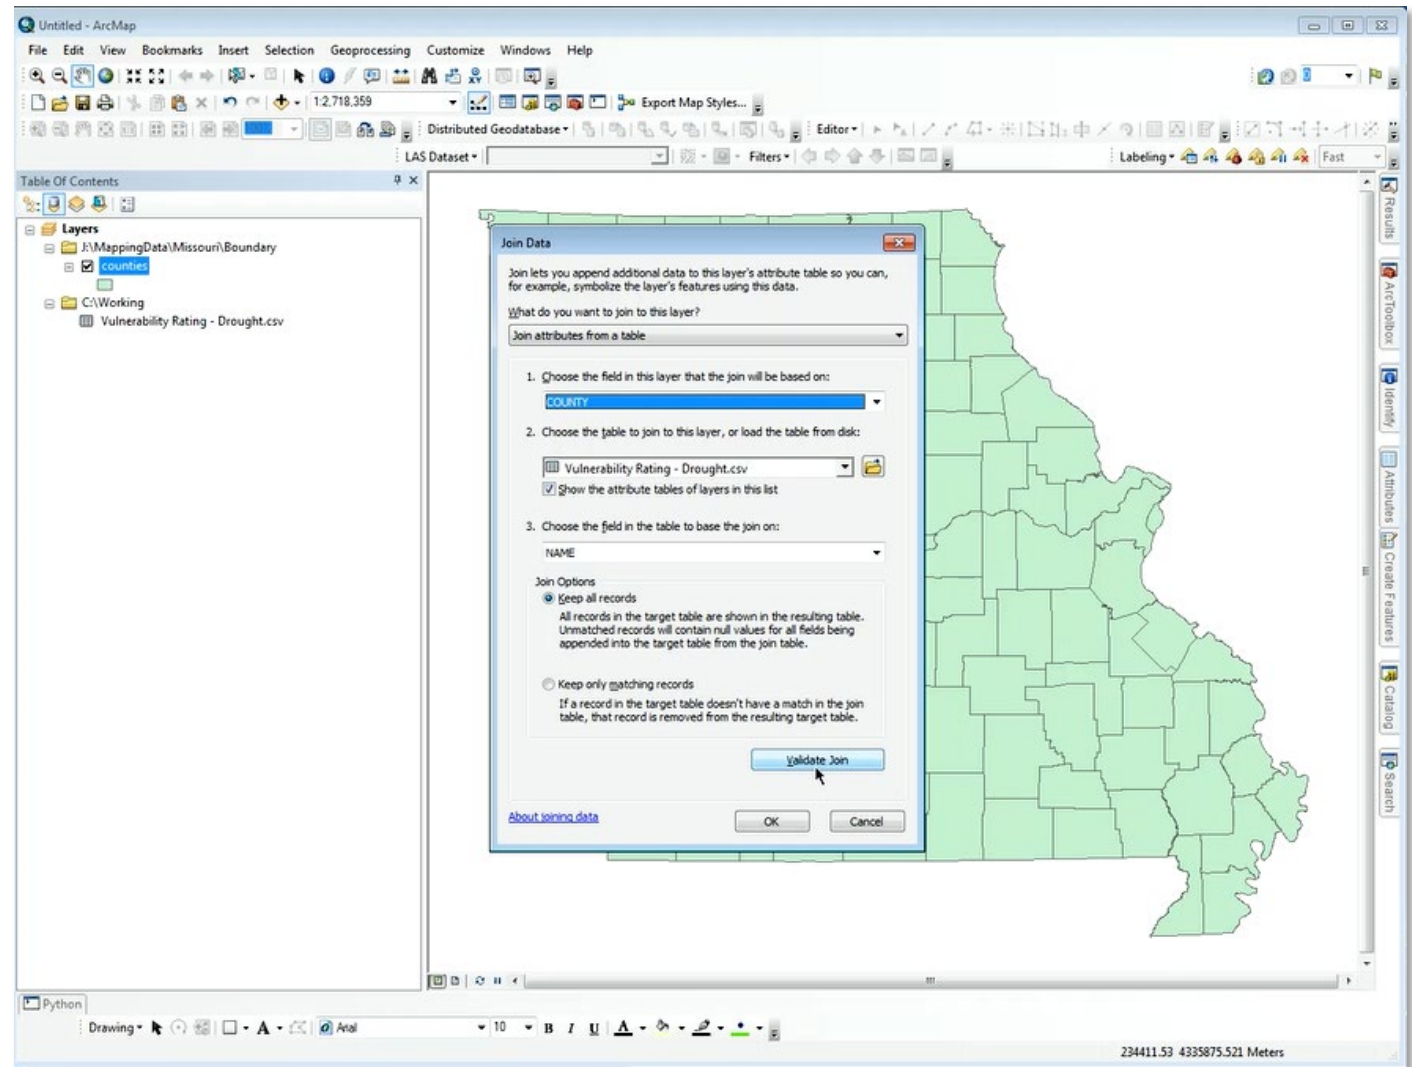 Untitled - ArcMap
File Edit View Bookmarks Insert Selection Geoprocessing Customize Windows Help
1:2,718,359
Export Map Styles...
100%
Distributed Geodatabase
Editor
LAS Dataset
Filters
Labeling
Fast
Table Of Contents
Layers
J:\MappingData\Missouri\Boundary
counties
C:\Working
Vulnerability Rating - Drought.csv
Join Data
Join lets you append additional data to this layer's attribute table so you can,
for example, symbolize the layer's features using this data.
What do you want to join to this layer?
Join attributes from a table
1. Choose the field in this layer that the join will be based on:
COUNTY
2. Choose the table to join to this layer, or load the table from disk:
Vulnerability Rating - Drought.csv
Show the attribute tables of layers in this list
3. Choose the field in the table to base the join on:
NAME
Join Options
Keep all records
All records in the target table are shown in the resulting table.
Unmatched records will contain null values for all fields being
appended into the target table from the join table.
Keep only matching records
If a record in the target table doesn't have a match in the join
table, that record is removed from the resulting target table.
Validate Join
About joining data
OK Cancel
Results
ArcToolbox
Identify
Attributes
Create Features
Catalog
Search
Python
Drawing
A
Arial
10
B I U A
234411.53 4335875.521 Meters